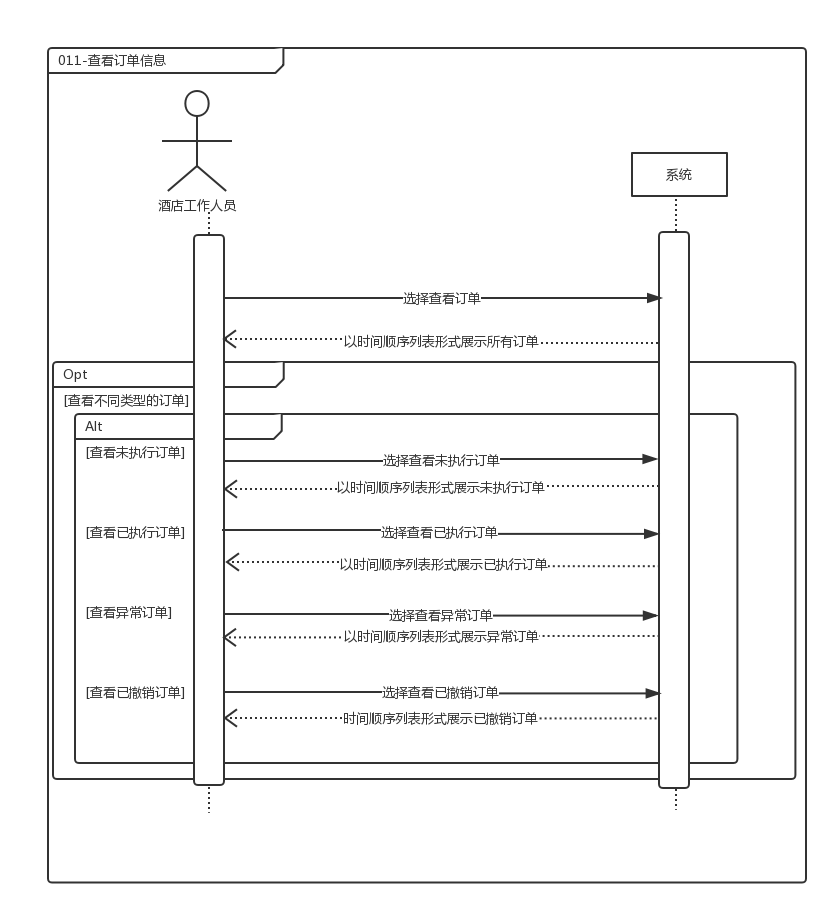 011-查看订单信息
酒店工作人员
系统
选择查看订单
以时间顺序列表形式展示所有订单
Opt
[查看不同类型的订单]
Alt
[查看未执行订单]
选择查看未执行订单
以时间顺序列表形式展示未执行订单
[查看已执行订单]
选择查看已执行订单
以时间顺序列表形式展示已执行订单
[查看异常订单]
选择查看异常订单
以时间顺序列表形式展示异常订单
[查看已撤销订单]
选择查看已撤销订单
时间顺序列表形式展示已撤销订单